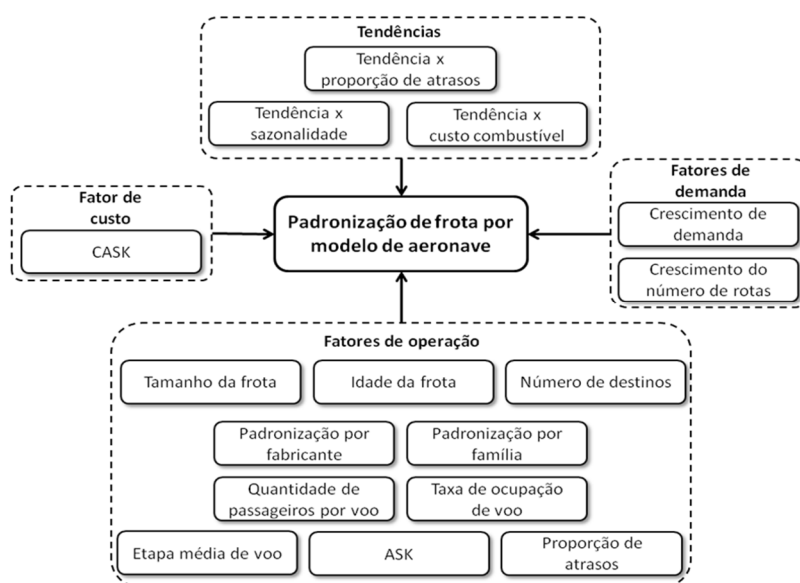 Tendências
Tendência x
proporção de atrasos
Tendência x
sazonalidade
Tendência x
custo combustível
Fator de
custo
CASK
Padronização de frota por
modelo de aeronave
Fatores de
demanda
Crescimento de
demanda
Crescimento do
número de rotas
Fatores de operação
Tamanho da frota
Idade da frota
Número de destinos
Padronização por
fabricante
Padronização por
família
Quantidade de
passageiros por voo
Taxa de ocupação
de voo
Etapa média de voo
ASK
Proporção de
atrasos